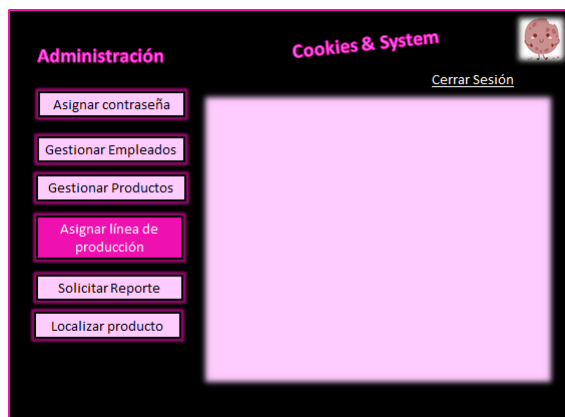 Administración
Cookies & System
Cerrar Sesión
Asignar contraseña
Gestionar Empleados
Gestionar Productos
Asignar línea de
producción
Solicitar Reporte
Localizar producto